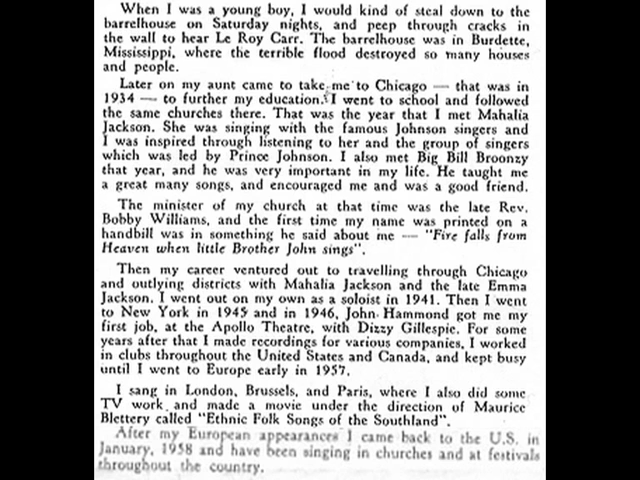 When I was a young boy, I would kind of steal down to the
barrelhouse on Saturday nights, and peep through cracks in
the wall to hear Le Roy Carr. The barrelhouse was in Burdette,
Mississippi, where the terrible flood destroyed so many houses
and people.
Later on my aunt came to take me to Chicago — that was in
1934 — to further my education. I went to school and followed
the same churches there. That was the year that I met Mahalia
Jackson. She was singing with the famous Johnson singers and
I was inspired through listening to her and the group of singers
which was led by Prince Johnson. I also met Big Bill Broonzy
that year, and he was very important in my life. He taught me
a great many songs, and encouraged me and was a good friend.
The minister of my church at that time was the late Rev.
Bobby Williams, and the first time my name was printed on a
handbill was in something he said about me — "Fire falls from
Heaven when little Brother John sings".
Then my career ventured out to travelling through Chicago
and outlying districts with Mahalia Jackson and the late Emma
Jackson. I went out on my own as a soloist in 1941. Then I went
to New York in 1945 and in 1946, John Hammond got me my
first job, at the Apollo Theatre, with Dizzy Gillespie. For some
years after that I made recordings for various companies, I worked
in clubs throughout the United States and Canada, and kept busy
until I went to Europe early in 1957.
I sang in London, Brussels, and Paris, where I also did some
TV work and made a movie under the direction of Maurice
Blettery called "Ethnic Folk Songs of the Southland".
After my European appearances I came back to the U.S. in
January, 1958 and have been singing in churches and at festivals
throughout the country.